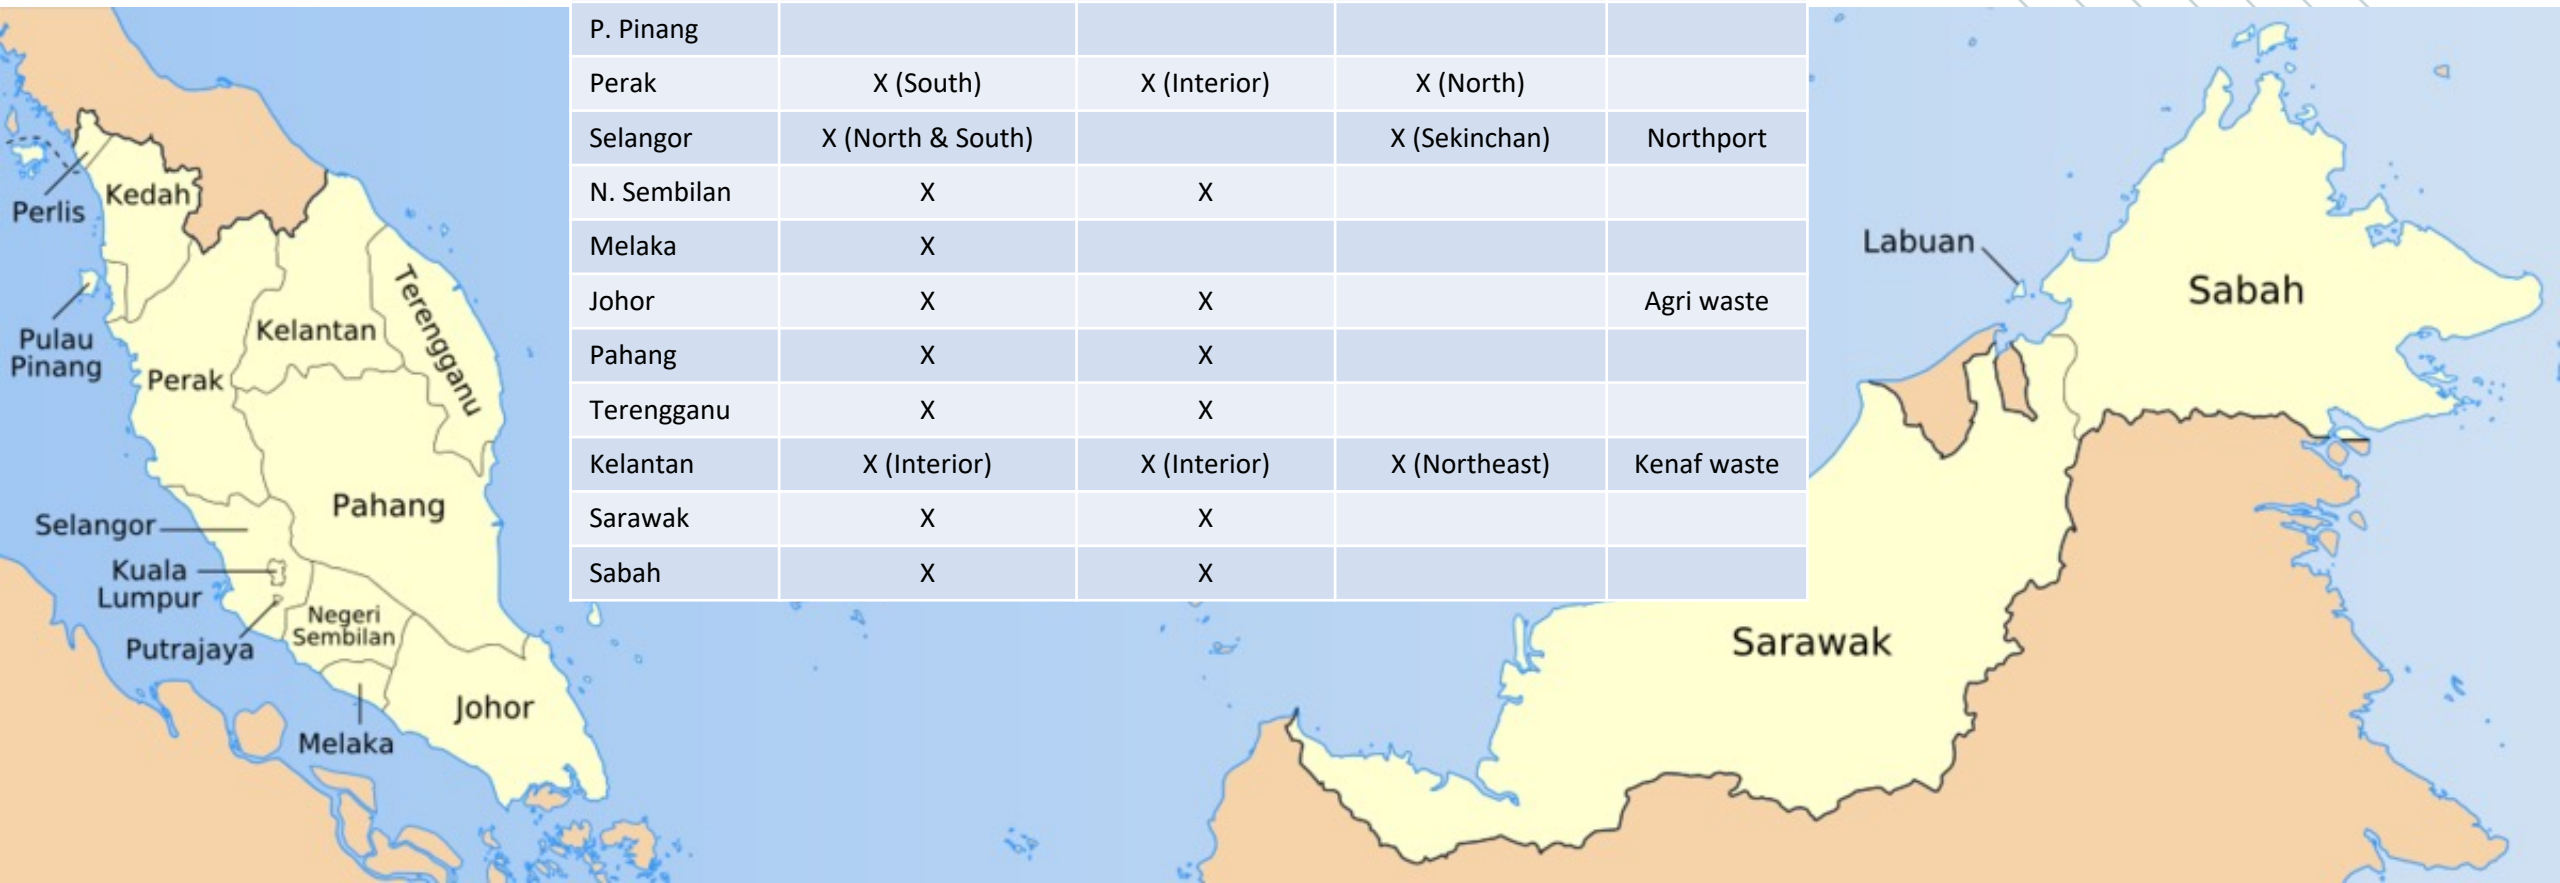 P. Pinang
Perak X (South) X (Interior) X (North)
Selangor X (North & South) X (Sekinchan) Northport
N. Sembilan X X
Melaka X
Johor X X Agri waste
Pahang X X
Terengganu X X
Kelantan X (Interior) X (Interior) X (Northeast) Kenaf waste
Sarawak X X
Sabah X X
Perlis
Kedah
Pulau
Pinang
Perak
Kelantan
Terengganu
Pahang
Selangor
Kuala
Lumpur
Putrajaya
Negeri
Sembilan
Melaka
Johor
Labuan
Sabah
Sarawak